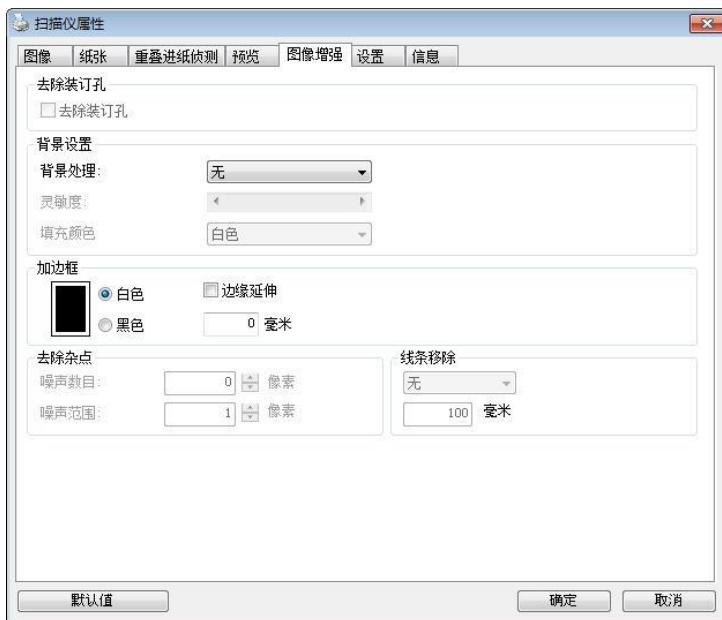 扫描仪属性
图像 纸张 重叠进纸侦测 预览 图像增强 设置 信息
去除装订孔
去除装订孔
背景设置
背景处理: 无
灵敏度:
填充颜色 白色
加边框
白色 边缘延伸
黑色 0 毫米
去除杂点 线条移除
噪声数目: 0 像素 无
噪声范围: 1 像素 100 毫米
默认值 确定 取消